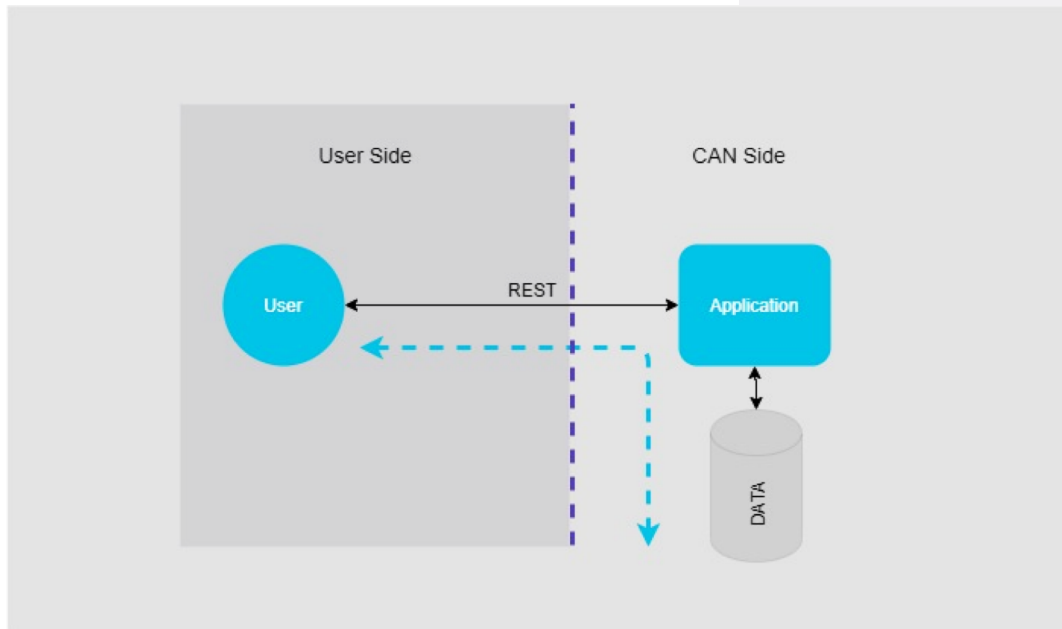 User Side
CAN Side
User
REST
Application
DATA